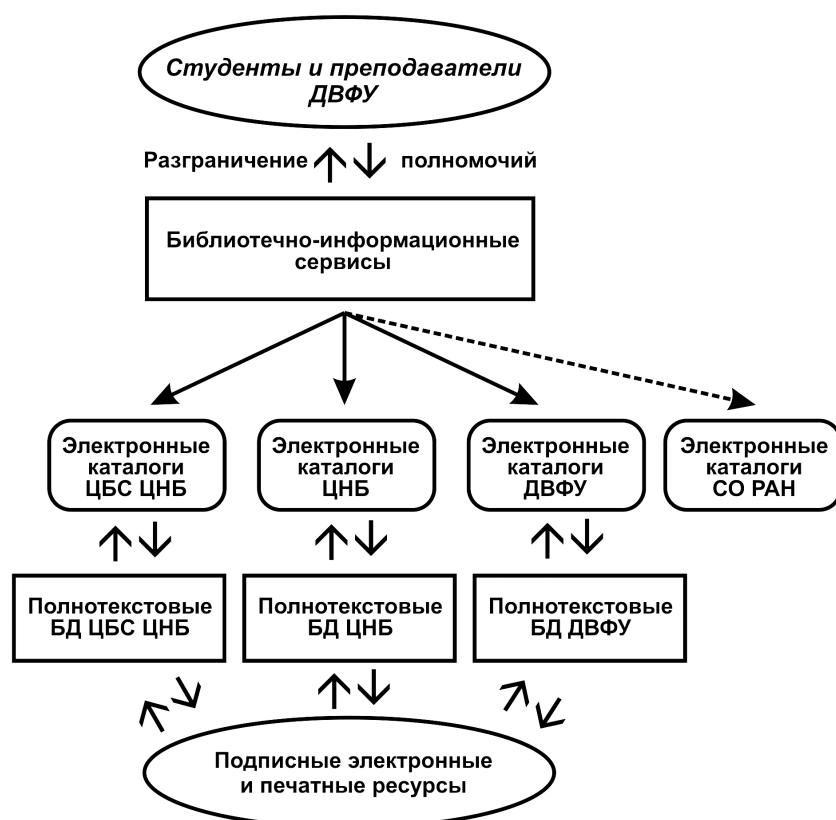 Студенты и преподаватели
ДВФУ
Разграничение полномочий
Библиотечно-информационные
сервисы
Электронные
каталоги
ЦБС ЦНБ
Электронные
каталоги
ЦНБ
Электронные
каталоги
ДВФУ
Электронные
каталоги
СО РАН
Полнотекстовые
БД ЦБС ЦНБ
Полнотекстовые
БД ЦНБ
Полнотекстовые
БД ДВФУ
Подписные электронные
и печатные ресурсы